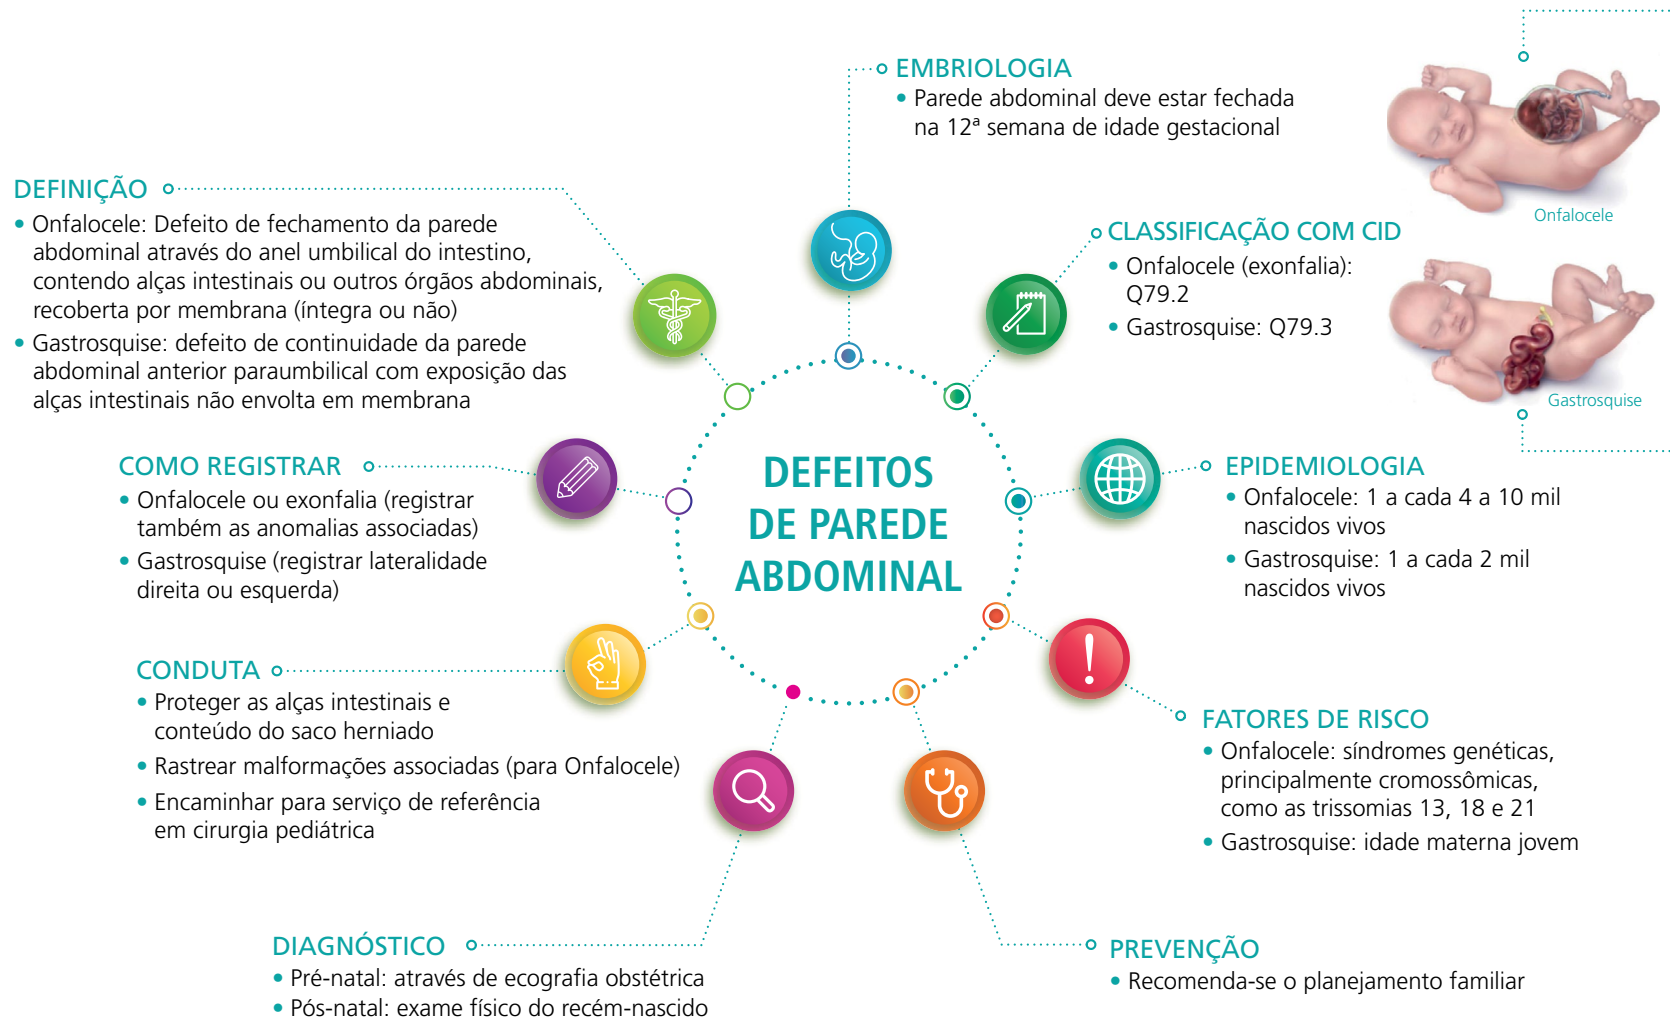 EMBRIOLOGIA
• Parede abdominal deve estar fechada
na 12ª semana de idade gestacional
Onfalocele
DEFINIÇÃO
• Onfalocele: Defeito de fechamento da parede
abdominal através do anel umbilical do intestino,
contendo alças intestinais ou outros órgãos abdominais,
recoberta por membrana (íntegra ou não)
• Gastrosquise: defeito de continuidade da parede
abdominal anterior paraumbilical com exposição das
alças intestinais não envolta em membrana
CLASSIFICAÇÃO COM CID
• Onfalocele (exonfalia):
Q79.2
• Gastrosquise: Q79.3
Gastrosquise
DEFEITOS
DE PAREDE
ABDOMINAL
COMO REGISTRAR
• Onfalocele ou exonfalia (registrar
também as anomalias associadas)
• Gastrosquise (registrar lateralidade
direita ou esquerda)
EPIDEMIOLOGIA
• Onfalocele: 1 a cada 4 a 10 mil
nascidos vivos
• Gastrosquise: 1 a cada 2 mil
nascidos vivos
CONDUTA
• Proteger as alças intestinais e
conteúdo do saco herniado
• Rastrear malformações associadas (para Onfalocele)
• Encaminhar para serviço de referência
em cirurgia pediátrica
FATORES DE RISCO
• Onfalocele: síndromes genéticas,
principalmente cromossômicas,
como as trissomias 13, 18 e 21
• Gastrosquise: idade materna jovem
DIAGNÓSTICO
• Pré-natal: através de ecografia obstétrica
• Pós-natal: exame físico do recém-nascido
PREVENÇÃO
• Recomenda-se o planejamento familiar